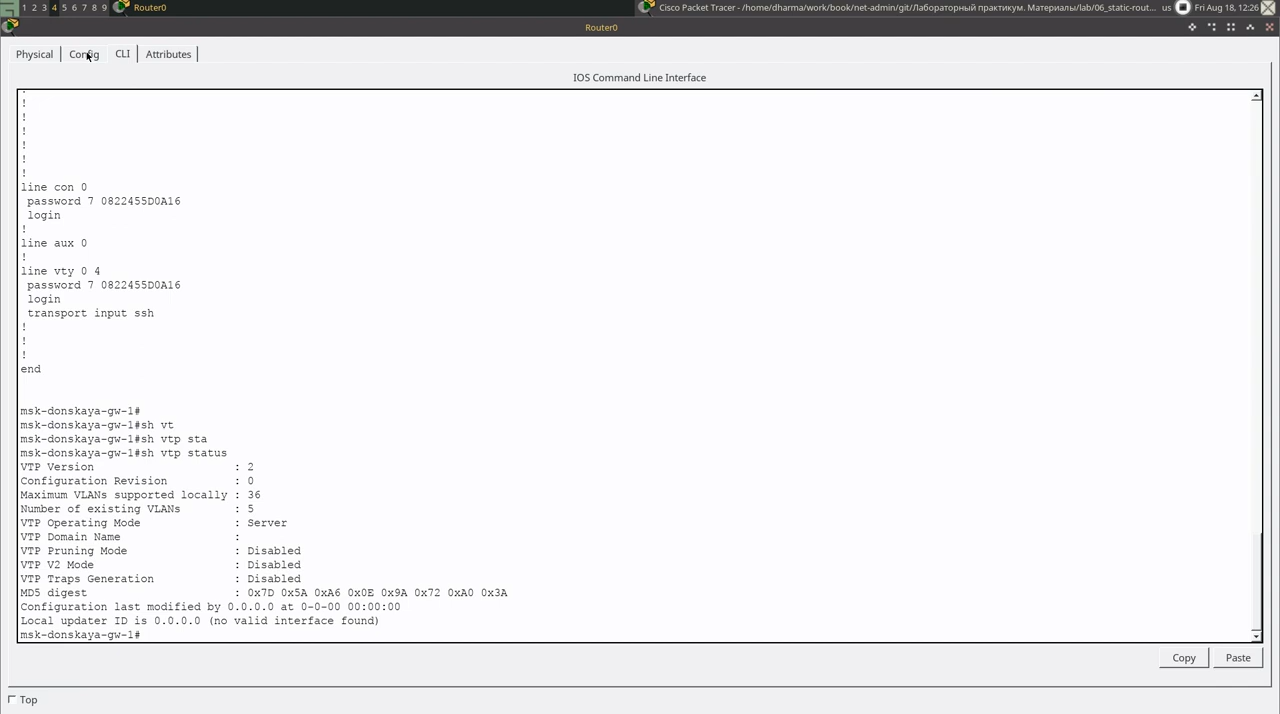 1 2 3 4 5 6 7 8 9 Router0 Cisco Packet Tracer - /home/dharma/work/book/net-admin/git/Лабораторный практикум. Материалы/lab/06_static-rout... us Fri Aug 18, 12:26
Router0
Physical Config CLI Attributes
IOS Command Line Interface
!
!
!
!
!
!
line con 0
password 7 0822455D0A16
login
!
line aux 0
!
line vty 0 4
password 7 0822455D0A16
login
transport input ssh
!
!
!
end
msk-donskaya-gw-1#
msk-donskaya-gw-1#sh vt
msk-donskaya-gw-1#sh vtp sta
msk-donskaya-gw-1#sh vtp status
VTP Version : 2
Configuration Revision : 0
Maximum VLANs supported locally : 36
Number of existing VLANs : 5
VTP Operating Mode : Server
VTP Domain Name :
VTP Pruning Mode : Disabled
VTP V2 Mode : Disabled
VTP Traps Generation : Disabled
MD5 digest : 0x7D 0x5A 0xA6 0x0E 0x9A 0x72 0xA0 0x3A
Configuration last modified by 0.0.0.0 at 0-0-00 00:00:00
Local updater ID is 0.0.0.0 (no valid interface found)
msk-donskaya-gw-1#
Copy Paste
Top